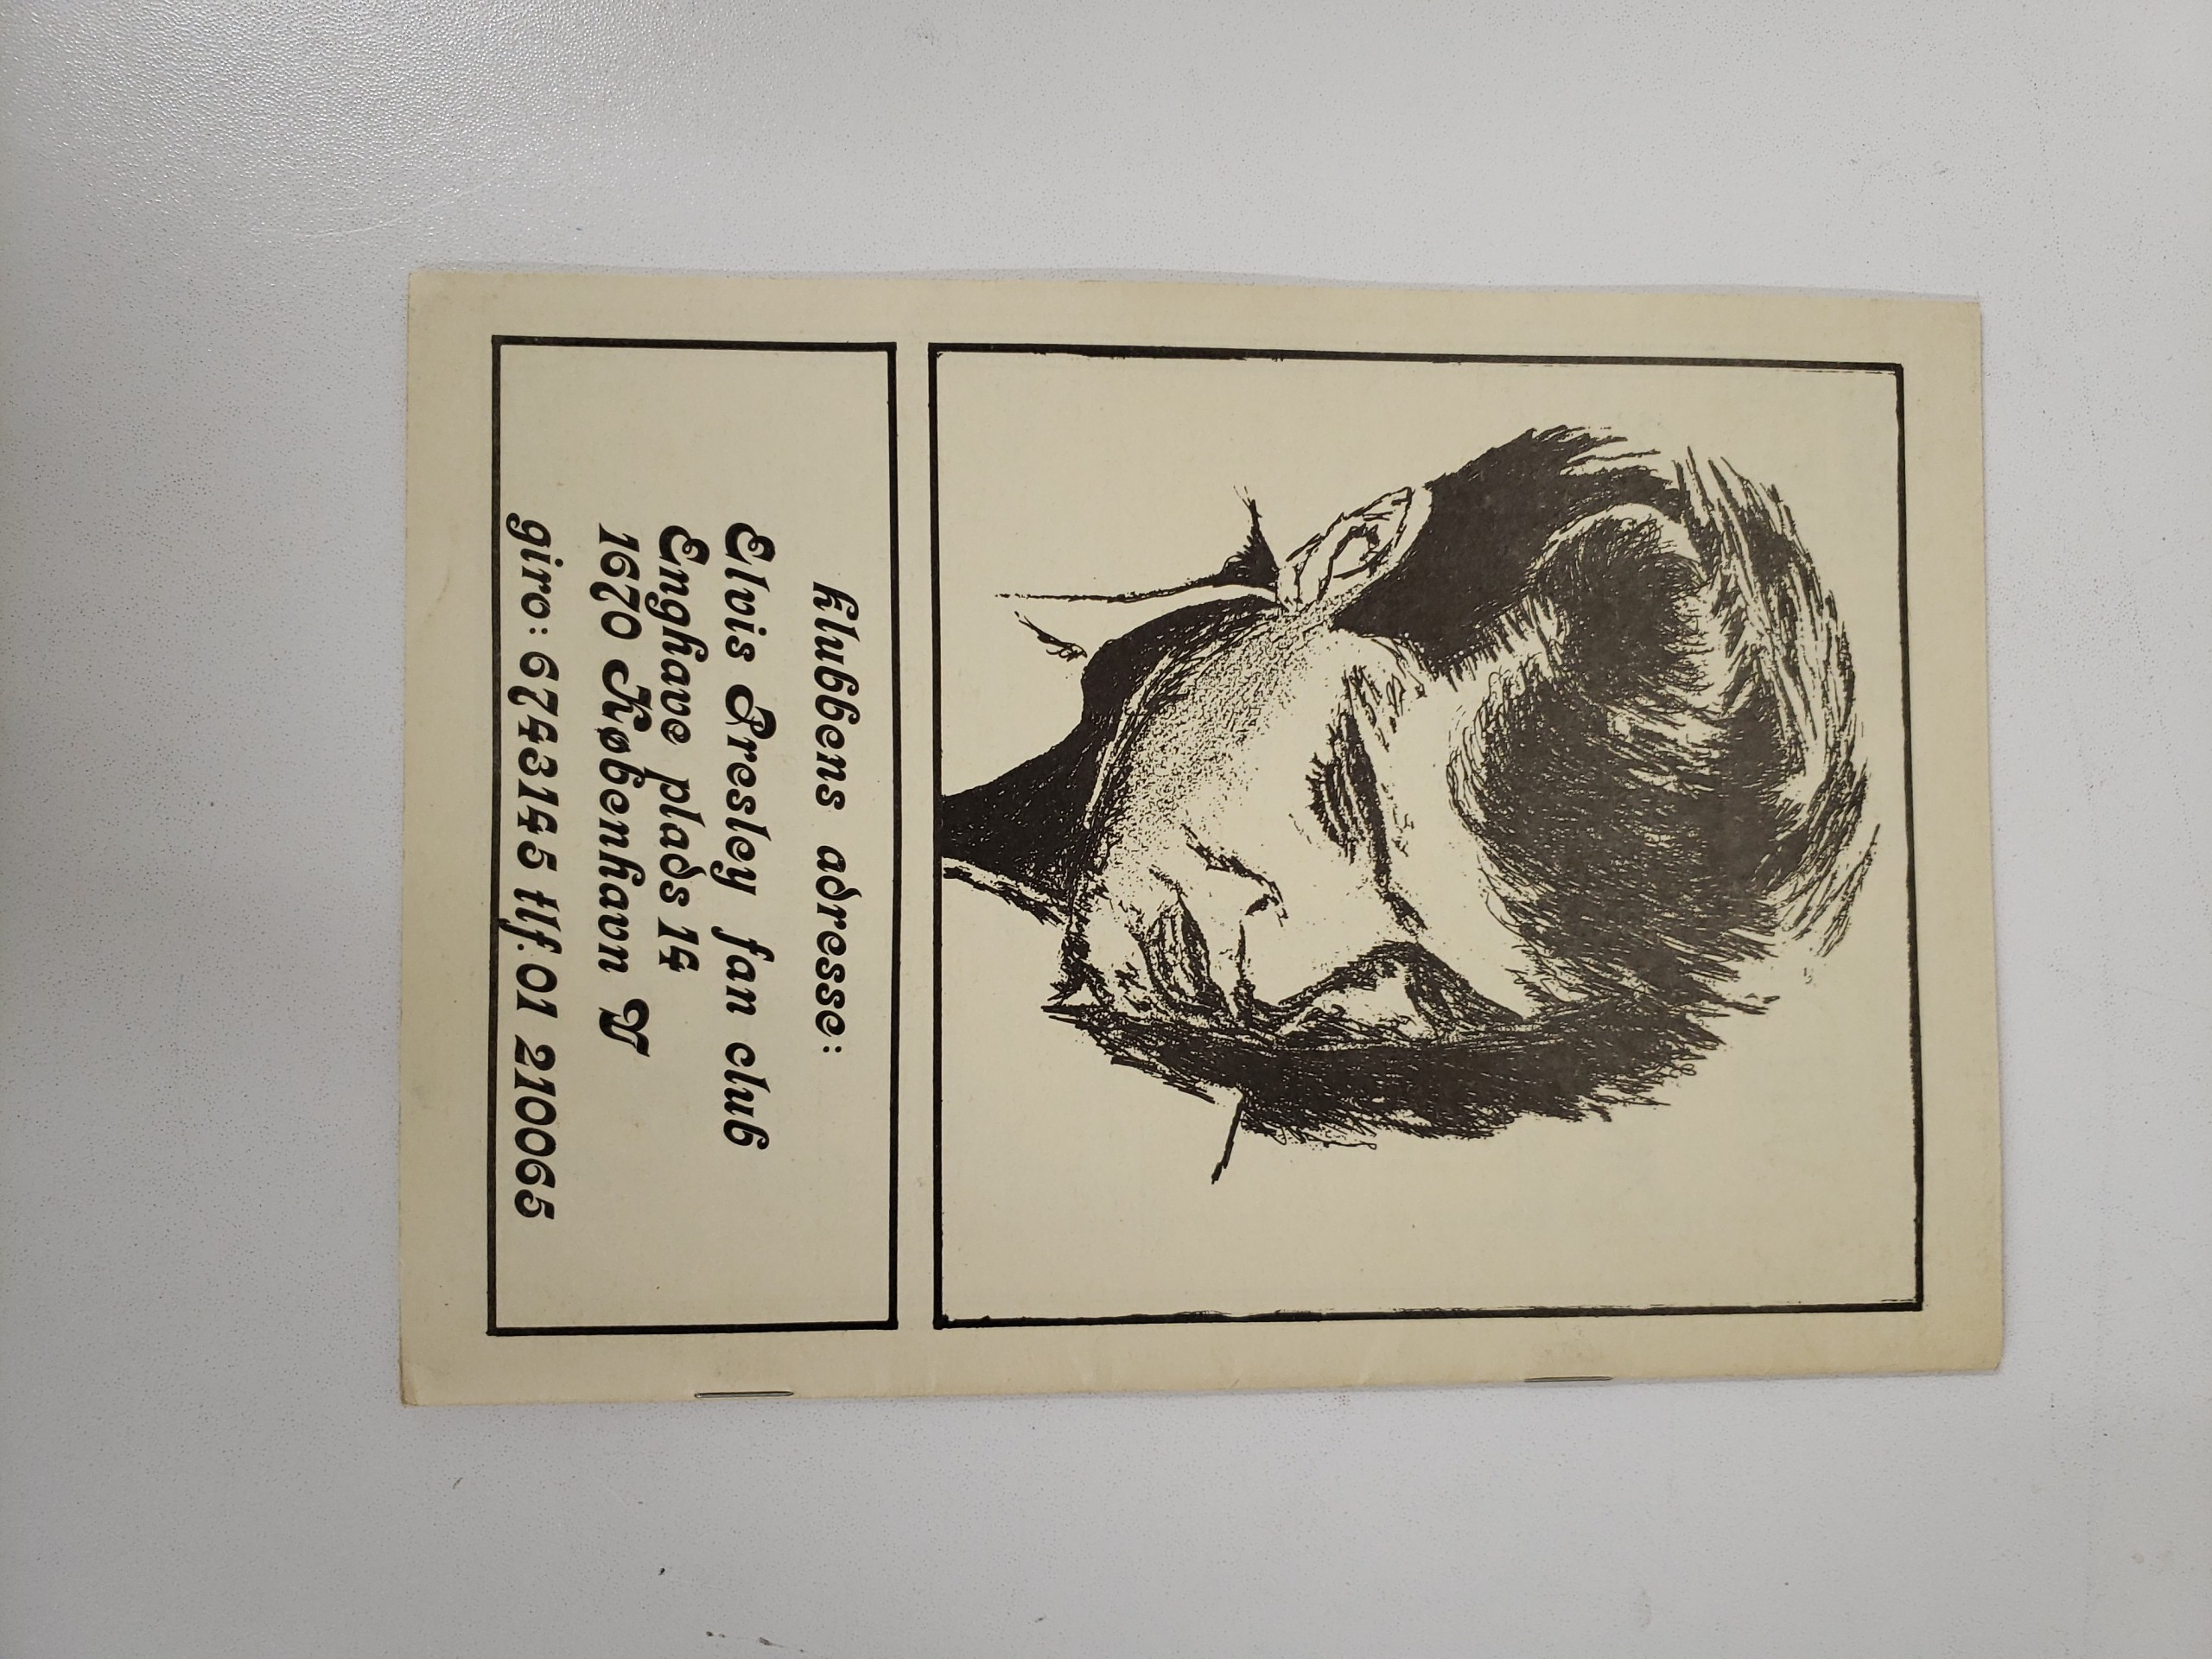 klubbens adresse:
Elvis Presley fan club
Enghave plads 14
1670 København V
giro: 6743145 tlf. 01 210065